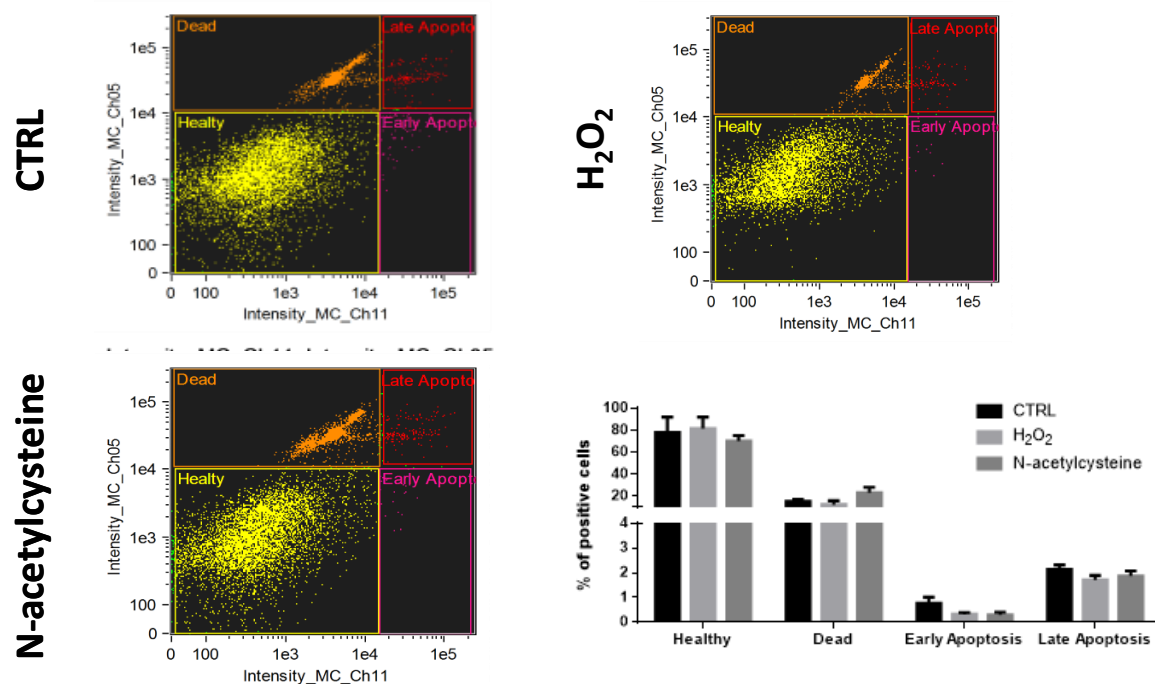 CTRL
Dead
Late Apopto
Healty
Early Apopt
Intensity_MC_Ch05
1e5
1e4
1e3
100
0
0 100 1e3 1e4 1e5
Intensity_MC_Ch11
H₂O₂
Dead
Late Apopto
Healty
Early Apopt
Intensity_MC_Ch05
1e5
1e4
1e3
100
0
0 100 1e3 1e4 1e5
Intensity_MC_Ch11
N-acetylcysteine
Dead
Late Apopto
Healty
Early Apopt
Intensity_MC_Ch05
1e5
1e4
1e3
100
0
0 100 1e3 1e4 1e5
Intensity_MC_Ch11
% of positive cells
100
80
60
40
20
4
3
2
1
0
CTRL
H₂O₂
N-acetylcysteine
Healthy Dead Early Apoptosis Late Apoptosis